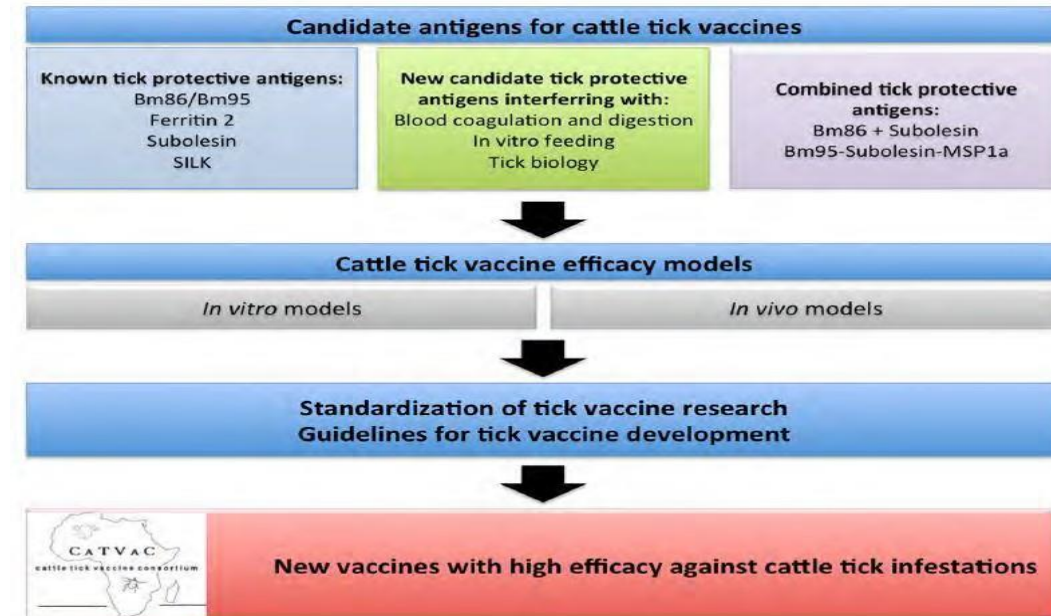 Candidate antigens for cattle tick vaccines
Known tick protective antigens:
Bm86/Bm95
Ferritin 2
Subolesin
SILK
New candidate tick protective
antigens interferring with:
Blood coagulation and digestion
In vitro feeding
Tick biology
Combined tick protective
antigens:
Bm86 + Subolesin
Bm95-Subolesin-MSP1a
Cattle tick vaccine efficacy models
In vitro models
In vivo models
Standardization of tick vaccine research
Guidelines for tick vaccine development
CATVAC
cattle tick vaccine consortium
New vaccines with high efficacy against cattle tick infestations